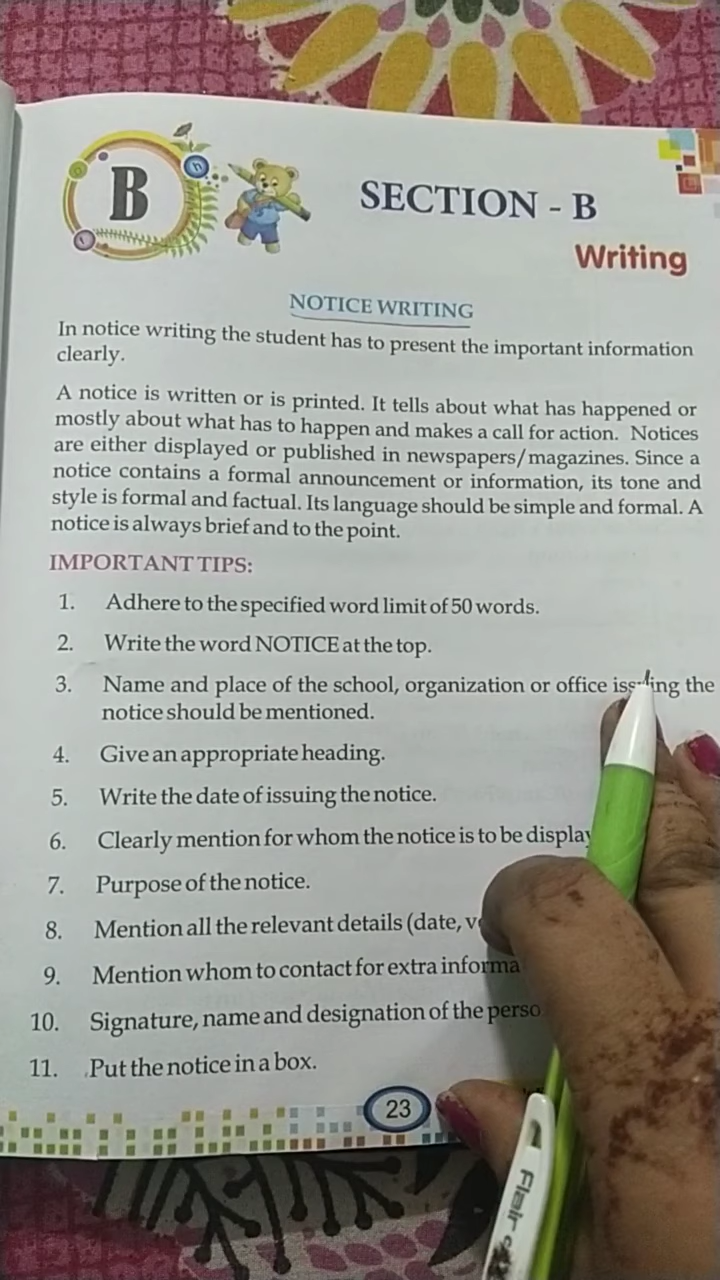 B
SECTION - B
Writing
NOTICE WRITING
In notice writing the student has to present the important information
clearly.
A notice is written or is printed. It tells about what has happened or
mostly about what has to happen and makes a call for action. Notices
are either displayed or published in newspapers/magazines. Since a
notice contains a formal announcement or information, its tone and
style is formal and factual. Its language should be simple and formal. A
notice is always brief and to the point.
IMPORTANT TIPS:
1. Adhere to the specified word limit of 50 words.
2. Write the word NOTICE at the top.
3. Name and place of the school, organization or office issuing the
notice should be mentioned.
4. Give an appropriate heading.
5. Write the date of issuing the notice.
6. Clearly mention for whom the notice is to be
7. Purpose of the notice.
8. Mention all the relevant details (date,
9. Mention whom to contact for extra
10. Signature, name and designation of the
11. Put the notice in a box.
23
Flair